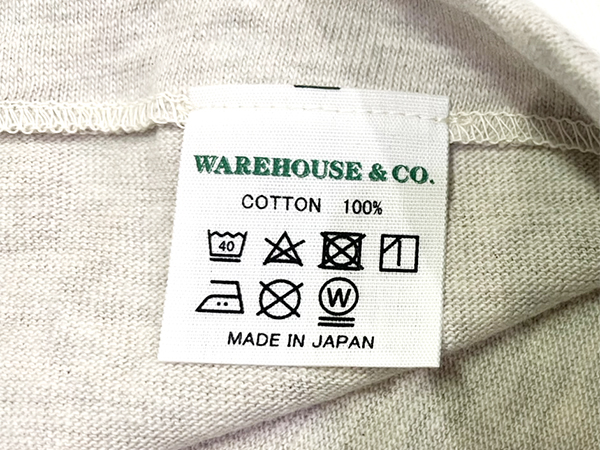 WAREHOUSE & CO.
COTTON 100%
40
W
MADE IN JAPAN